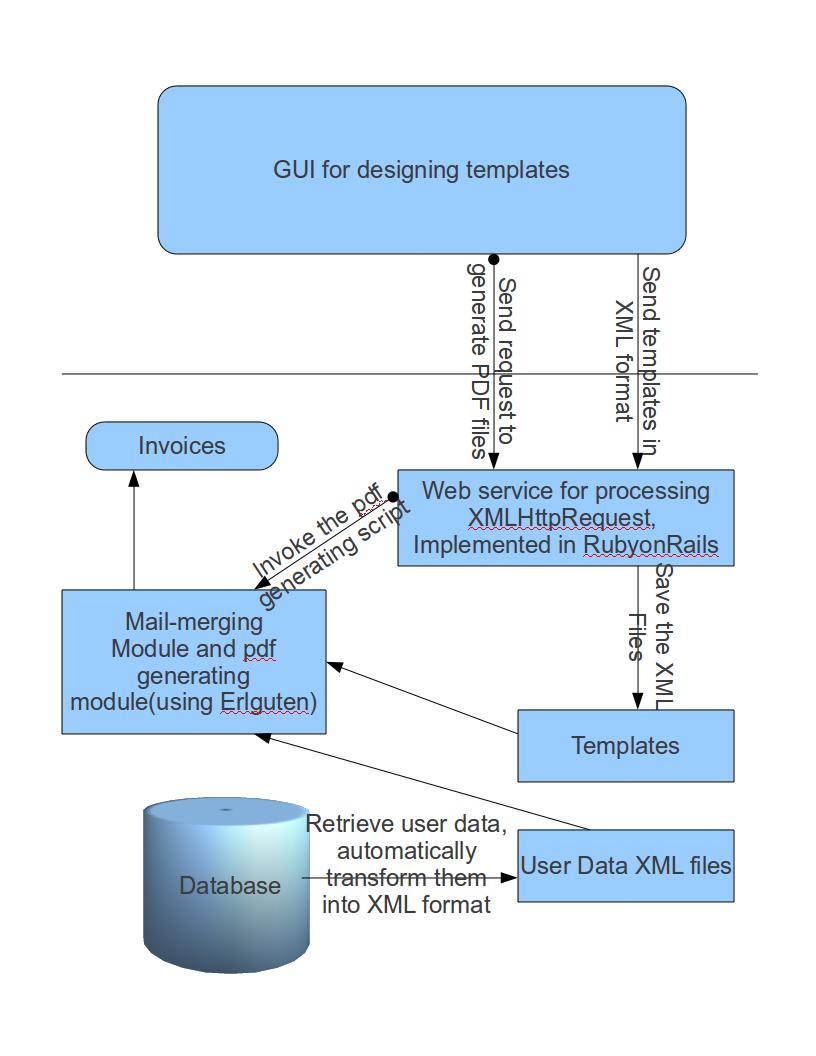 GUI for designing templates
Send request to
generate PDF files
Send templates in
XML format
Invoices
Web service for processing
XMLHttpRequest,
Implemented in RubyonRails
Invoke the pdf
generating script
Mail-merging
Module and pdf
generating
module(using Erlguten)
Save the XML
Files
Templates
Retrieve user data,
automatically
transform them
into XML format
Database
User Data XML files